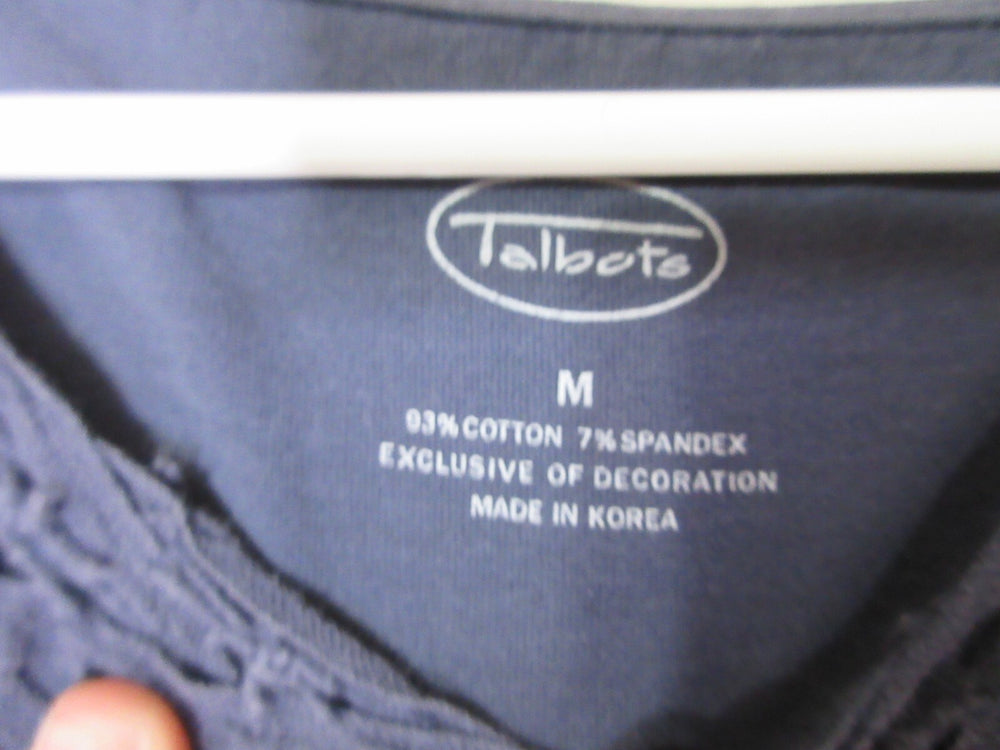 Talbots
M
93% COTTON 7% SPANDEX
EXCLUSIVE OF DECORATION
MADE IN KOREA